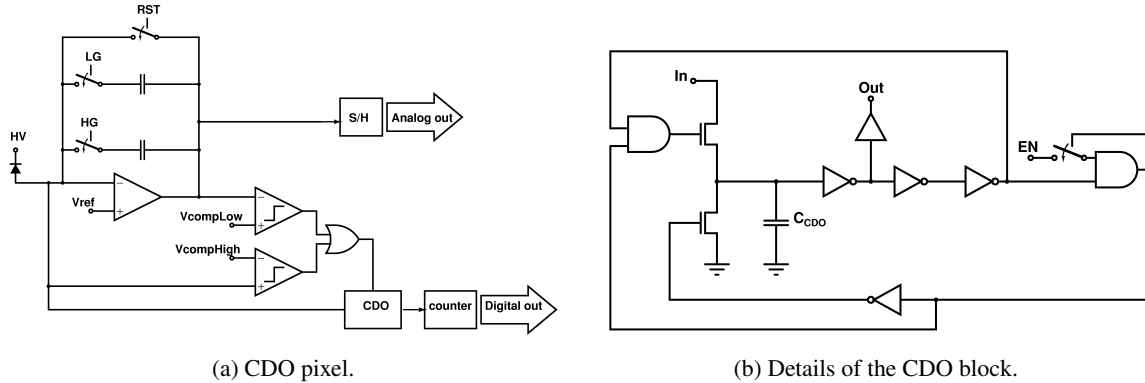 RST
LG
S/H
Analog out
HG
HV
−
Vref
+
−
VcompLow
+
VcompHigh
−
+
CDO
counter
Digital out
(a) CDO pixel.
In
Out
EN
C_CDO
(b) Details of the CDO block.